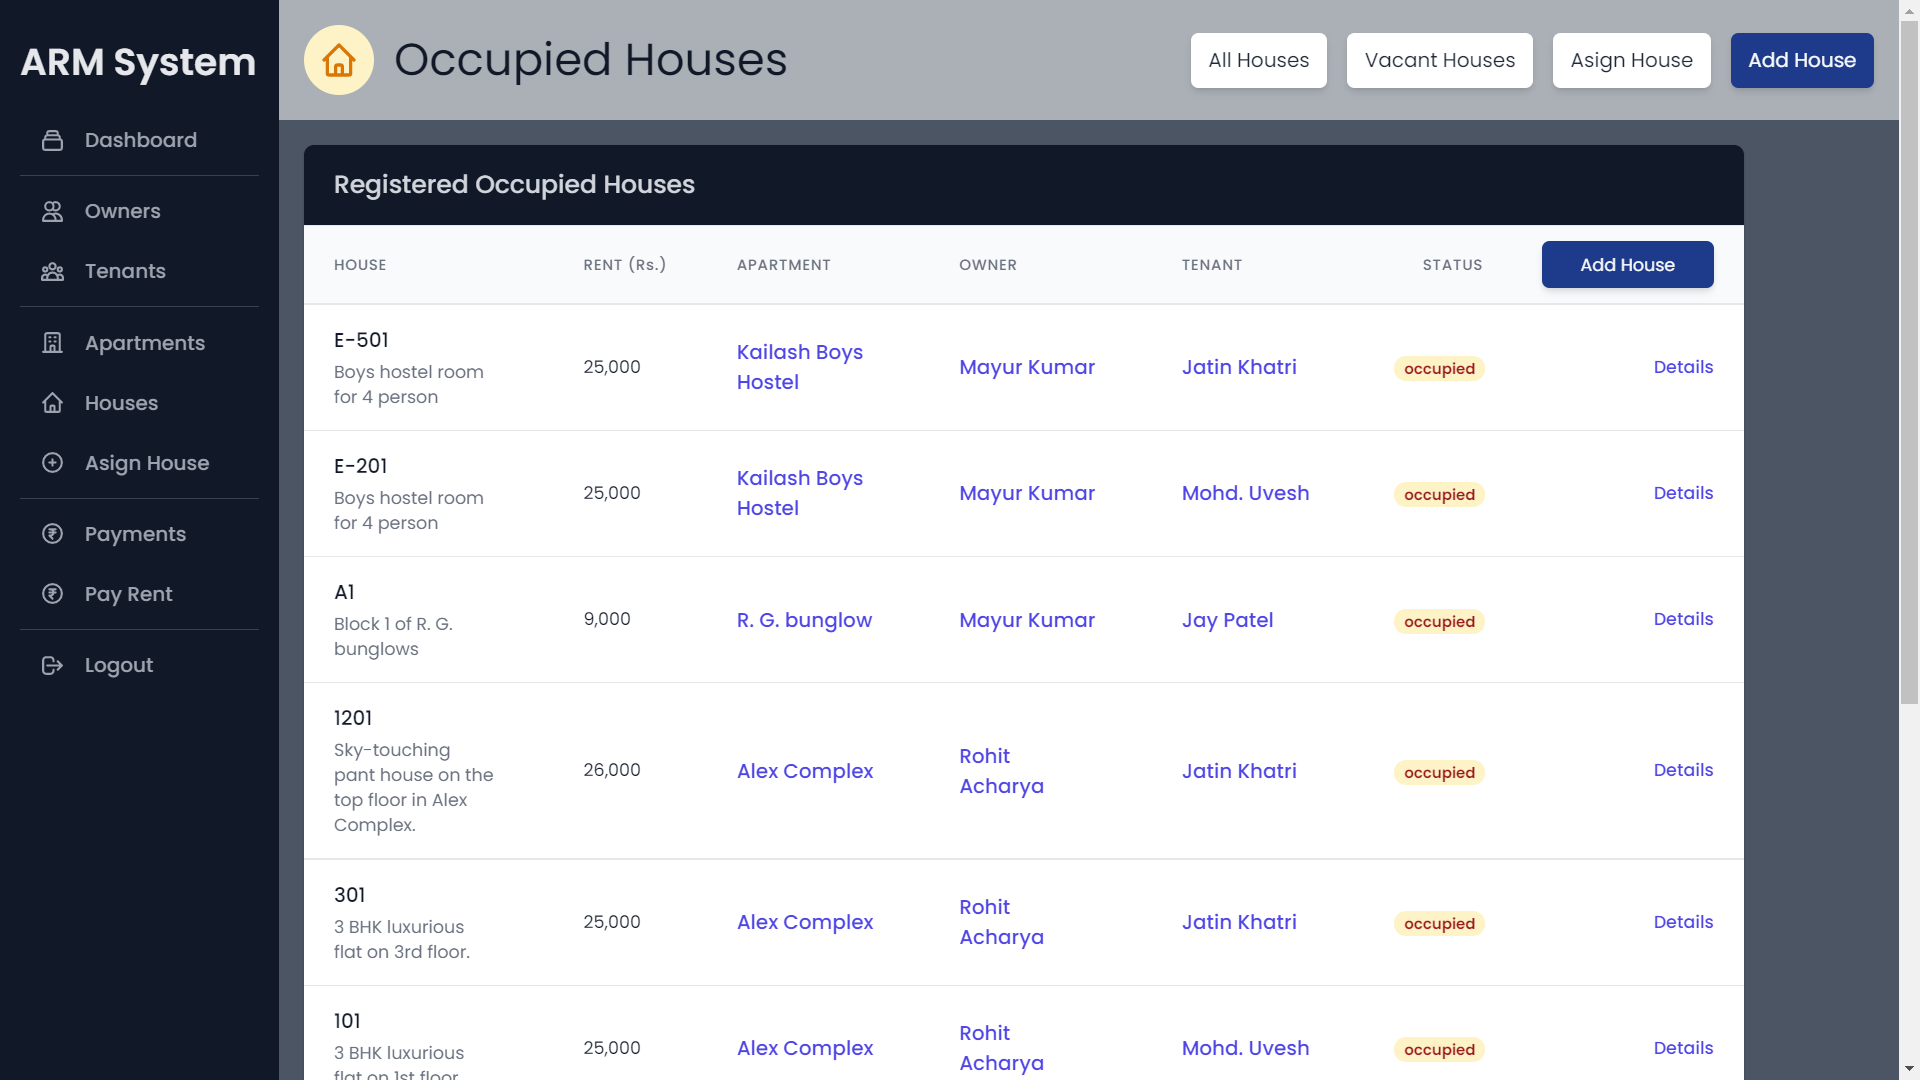 ARM System
Dashboard
Owners
Tenants
Apartments
Houses
Asign House
Payments
Pay Rent
Logout
Occupied Houses
All Houses
Vacant Houses
Asign House
Add House
Registered Occupied Houses
HOUSE RENT (Rs.) APARTMENT OWNER TENANT STATUS Add House
E-501
Boys hostel room
for 4 person
25,000
Kailash Boys
Hostel
Mayur Kumar
Jatin Khatri
occupied
Details
E-201
Boys hostel room
for 4 person
25,000
Kailash Boys
Hostel
Mayur Kumar
Mohd. Uvesh
occupied
Details
A1
Block 1 of R. G.
bunglows
9,000
R. G. bunglow
Mayur Kumar
Jay Patel
occupied
Details
1201
Sky-touching
pant house on the
top floor in Alex
Complex.
26,000
Alex Complex
Rohit
Acharya
Jatin Khatri
occupied
Details
301
3 BHK luxurious
flat on 3rd floor.
25,000
Alex Complex
Rohit
Acharya
Jatin Khatri
occupied
Details
101
3 BHK luxurious
flat on 1st floor
25,000
Alex Complex
Rohit
Acharya
Mohd. Uvesh
occupied
Details